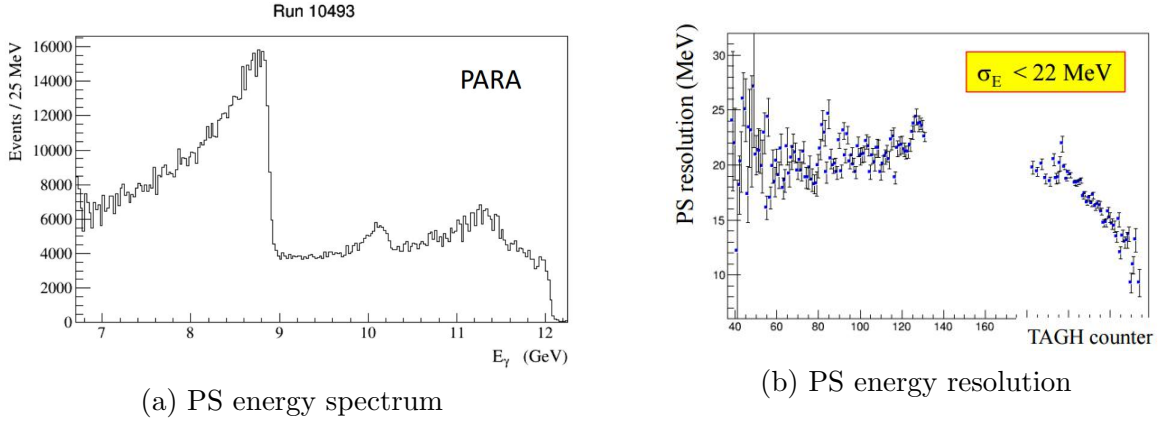 Run 10493
Events / 25 MeV
16000
14000
12000
10000
8000
6000
4000
2000
0
PARA
7
8
9
10
11
12
E_γ (GeV)
(a) PS energy spectrum
PS resolution (MeV)
30
25
20
15
10
σ_E < 22 MeV
40 60 80 100 120 140 160
TAGH counter
(b) PS energy resolution